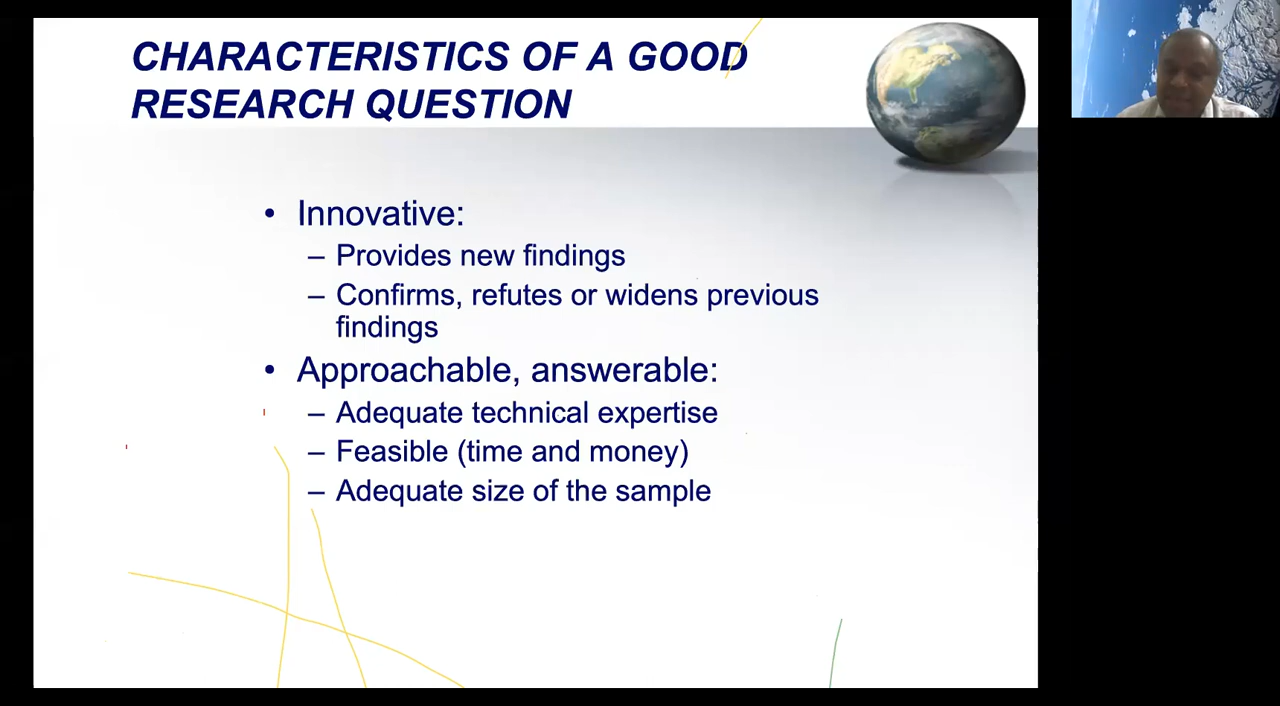 CHARACTERISTICS OF A GOOD
RESEARCH QUESTION
• Innovative:
– Provides new findings
– Confirms, refutes or widens previous
findings
• Approachable, answerable:
– Adequate technical expertise
– Feasible (time and money)
– Adequate size of the sample